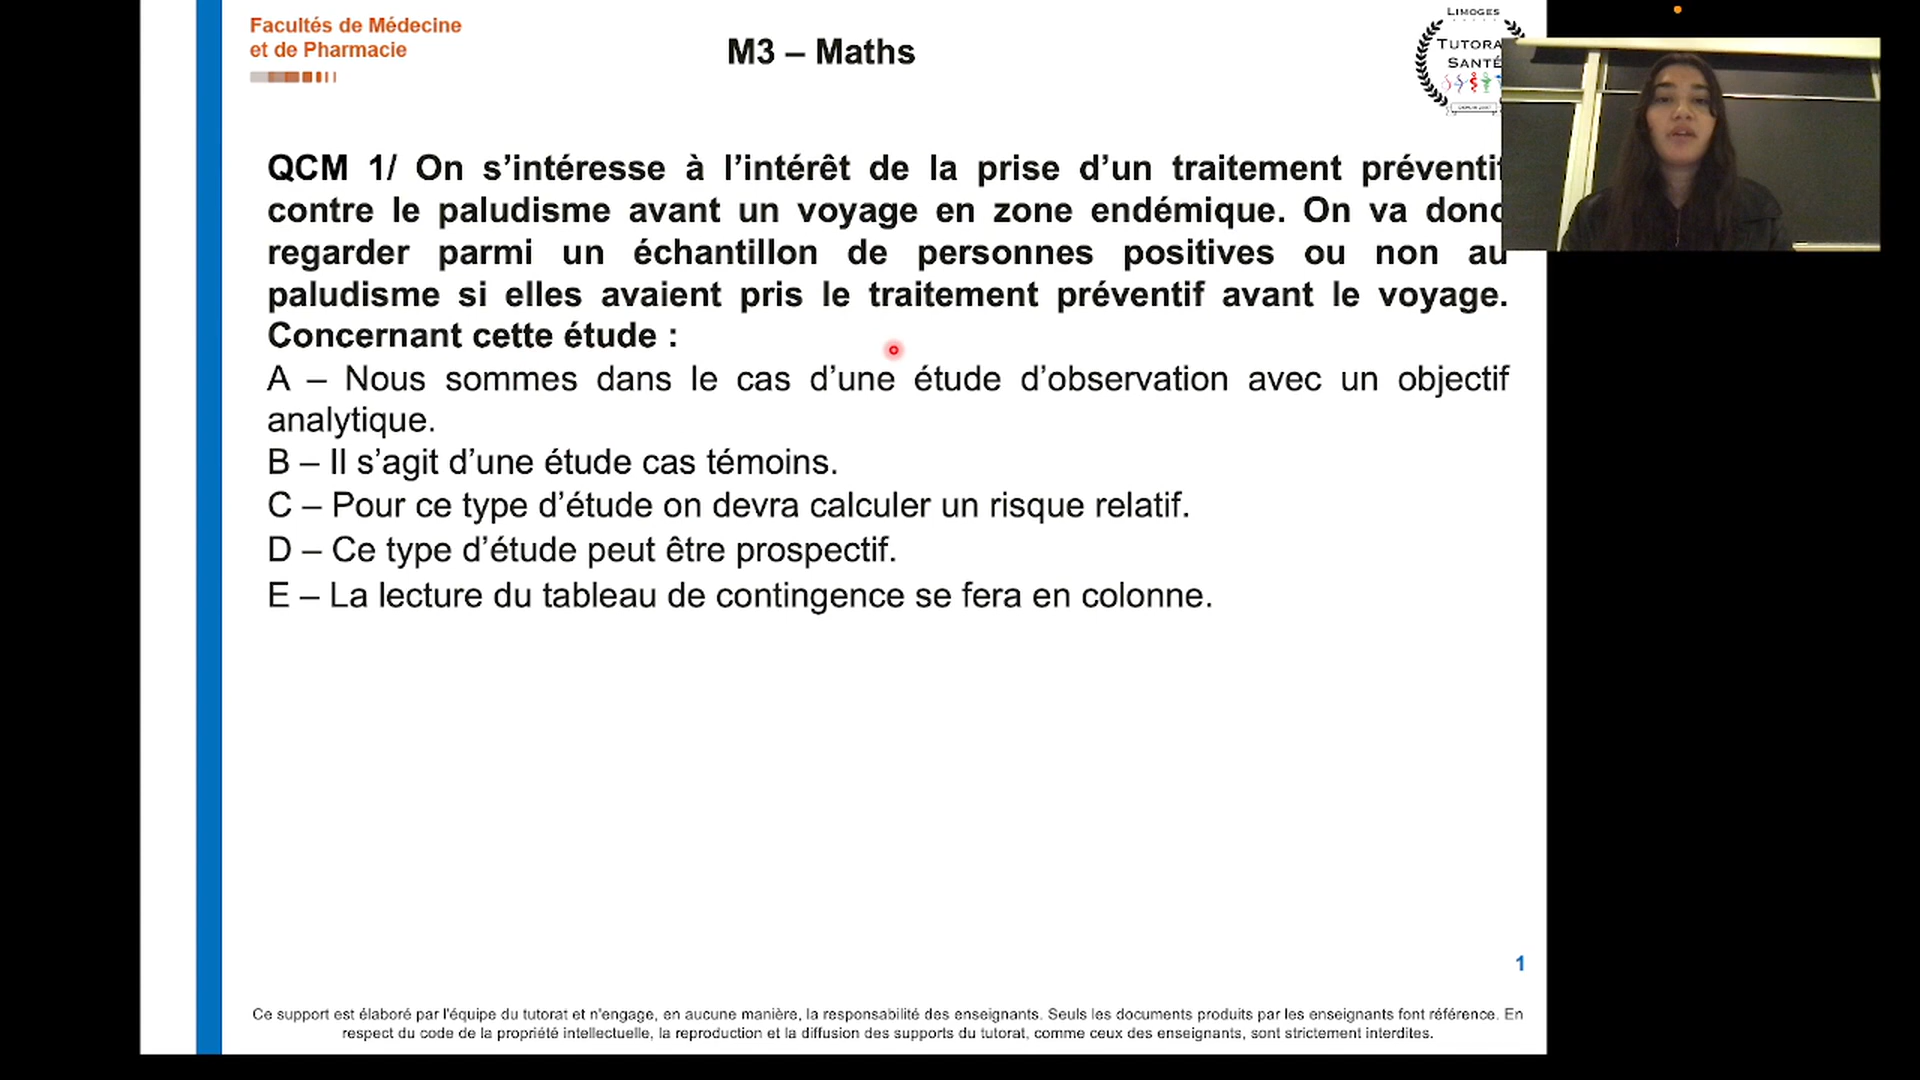 Facultés de Médecine
et de Pharmacie
M3 – Maths
LIMOGES
TUTORA
SANTÉ
QCM 1/ On s’intéresse à l’intérêt de la prise d’un traitement préventif
contre le paludisme avant un voyage en zone endémique. On va donc
regarder parmi un échantillon de personnes positives ou non au
paludisme si elles avaient pris le traitement préventif avant le voyage.
Concernant cette étude :
A – Nous sommes dans le cas d’une étude d’observation avec un objectif
analytique.
B – Il s’agit d’une étude cas témoins.
C – Pour ce type d’étude on devra calculer un risque relatif.
D – Ce type d’étude peut être prospectif.
E – La lecture du tableau de contingence se fera en colonne.
1
Ce support est élaboré par l'équipe du tutorat et n'engage, en aucune manière, la responsabilité des enseignants. Seuls les documents produits par les enseignants font référence. En
respect du code de la propriété intellectuelle, la reproduction et la diffusion des supports du tutorat, comme ceux des enseignants, sont strictement interdites.